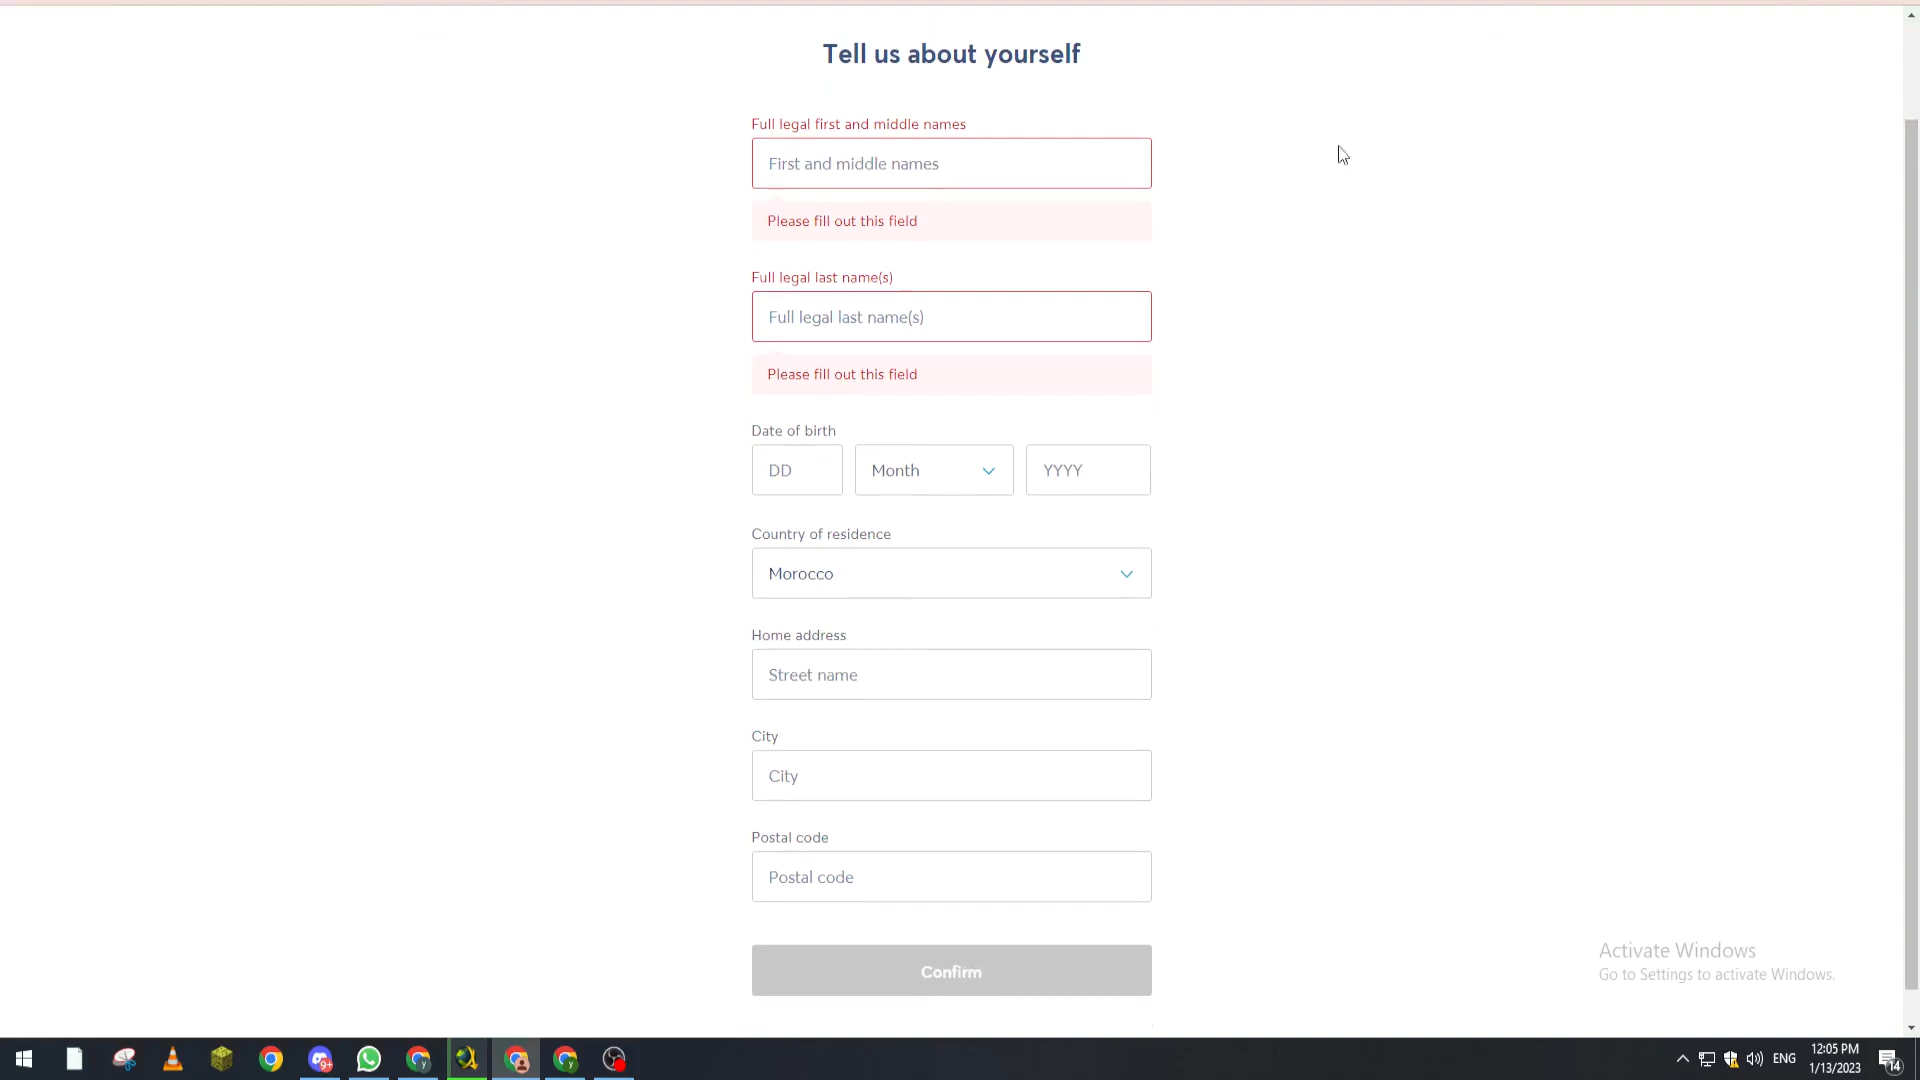 Tell us about yourself
Full legal first and middle names
First and middle names
Please fill out this field
Full legal last name(s)
Full legal last name(s)
Please fill out this field
Date of birth
DD Month YYYY
Country of residence
Morocco
Home address
Street name
City
City
Postal code
Postal code
Confirm
Activate Windows
Go to Settings to activate Windows.
9+
ENG
12:05 PM
1/13/2023
14